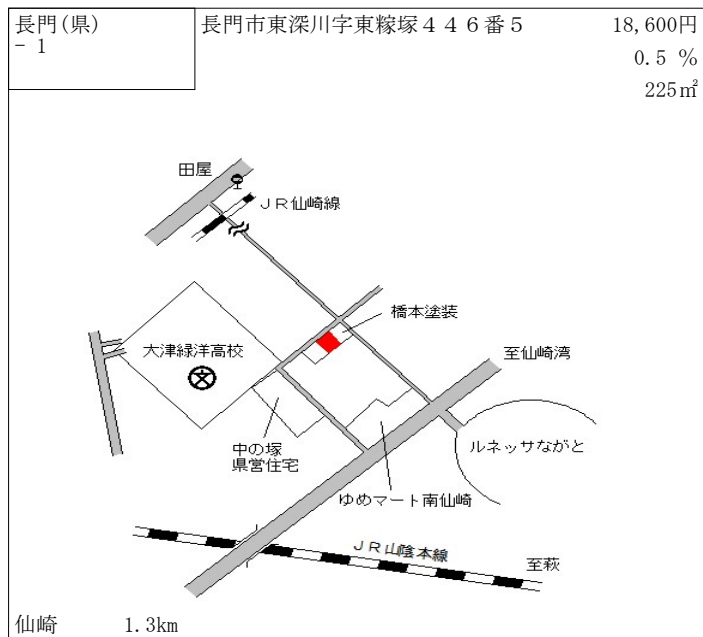 長門(県)
- 1
長門市東深川字東糘塚４４６番５
18,600円
0.5 %
225㎡
田屋
ＪＲ仙崎線
橋本塗装
大津緑洋高校
至仙崎湾
中の塚
県営住宅
ルネッサながと
ゆめマート南仙崎
ＪＲ山陰本線
至萩
仙崎 1.3km